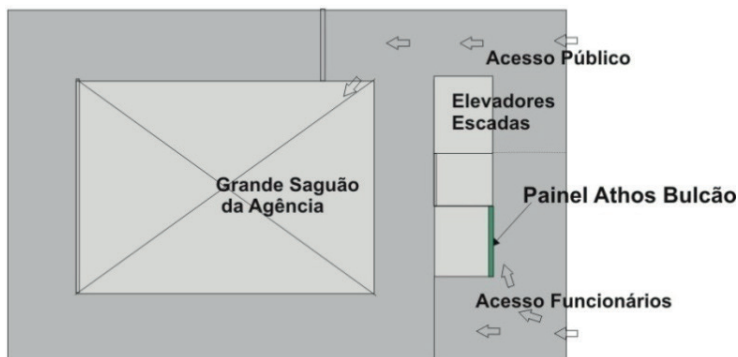 Acesso Público
Elevadores
Escadas
Grande Saguão
da Agência
Painel Athos Bulcão
Acesso Funcionários